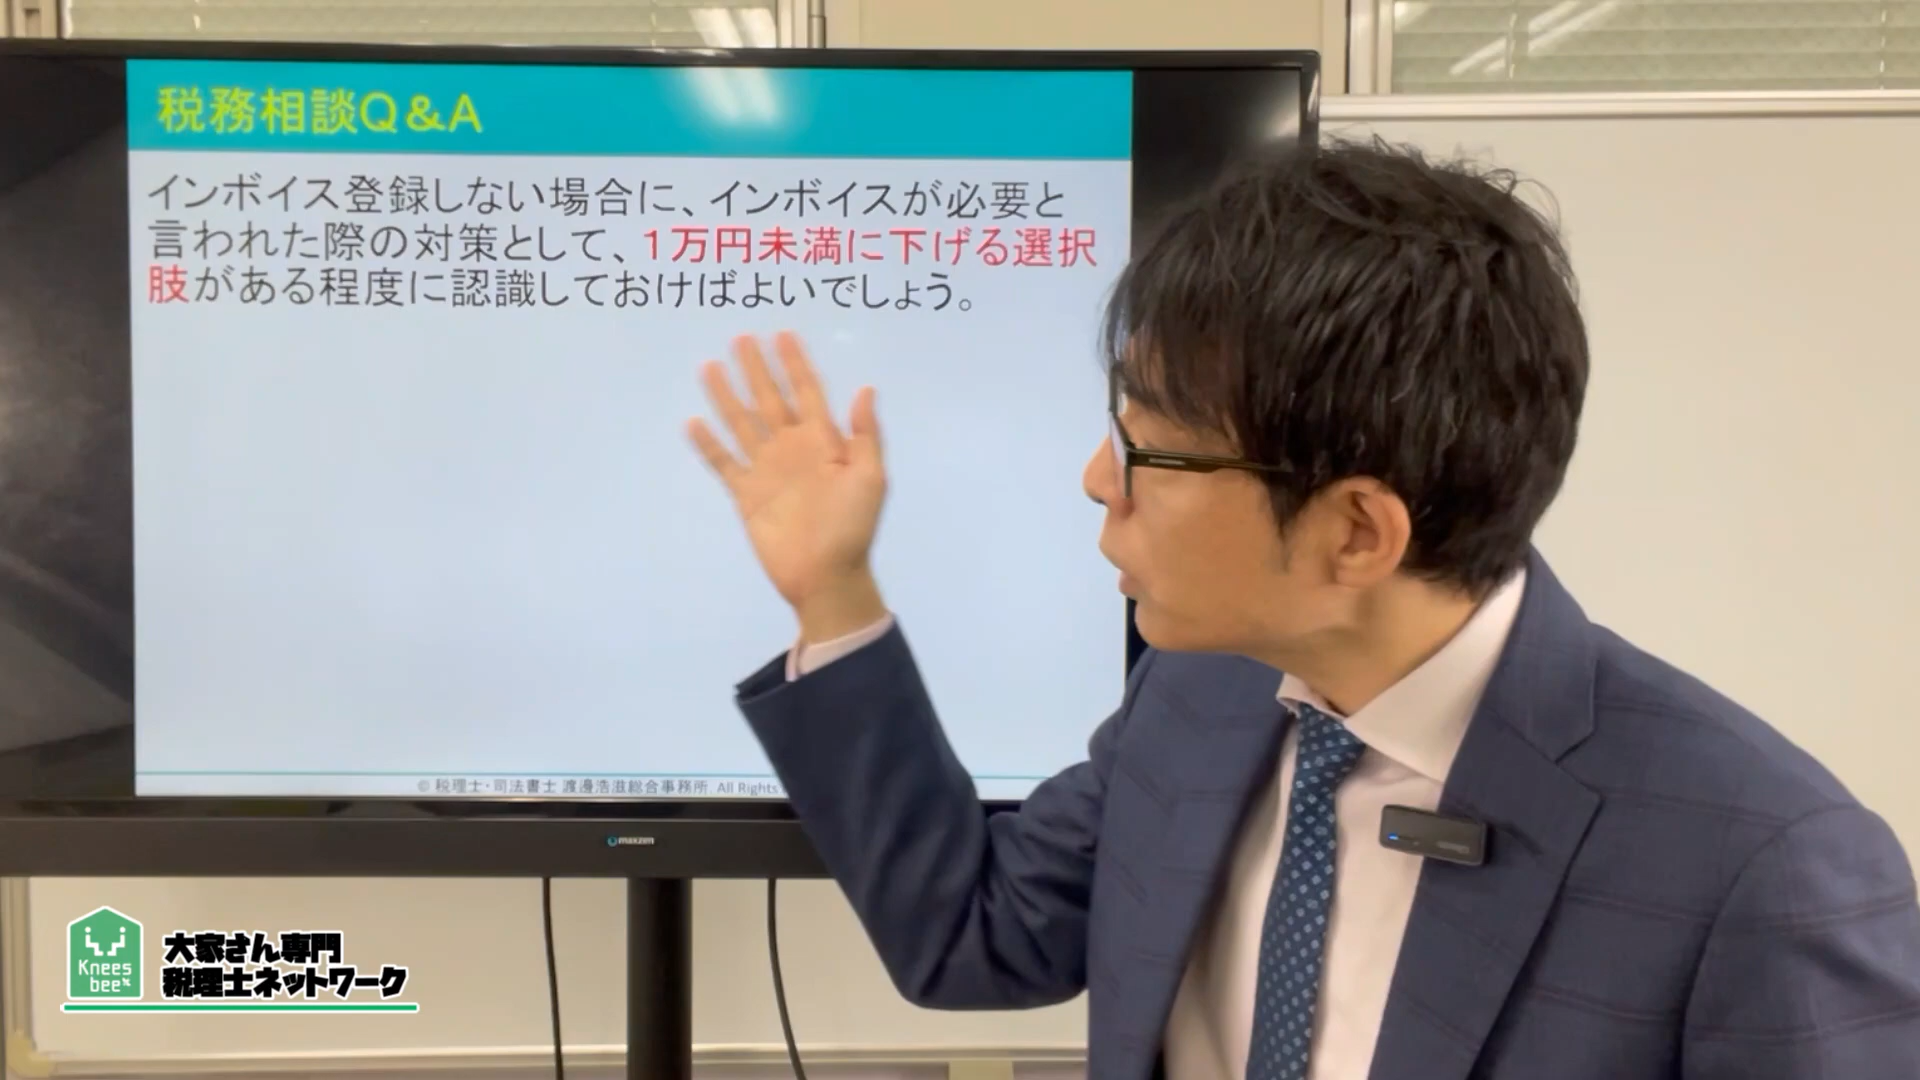 税務相談Q&A
インボイス登録しない場合に、インボイスが必要と
言われた際の対策として、1万円未満に下げる選択
肢がある程度に認識しておけばよいでしょう。
© 税理士・司法書士 渡邊浩滋総合事務所. All Rights
maxzen
Knees
bee
大家さん専門
税理士ネットワーク